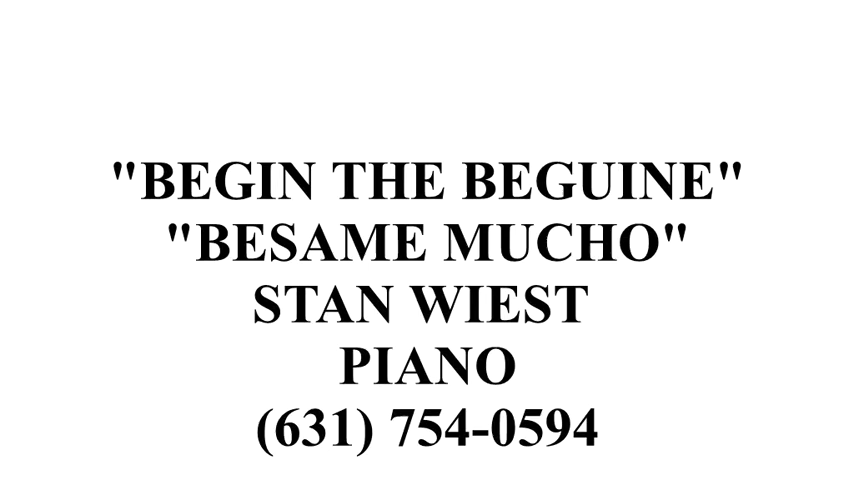 "BEGIN THE BEGUINE"
"BESAME MUCHO"
STAN WIEST
PIANO
(631) 754-0594